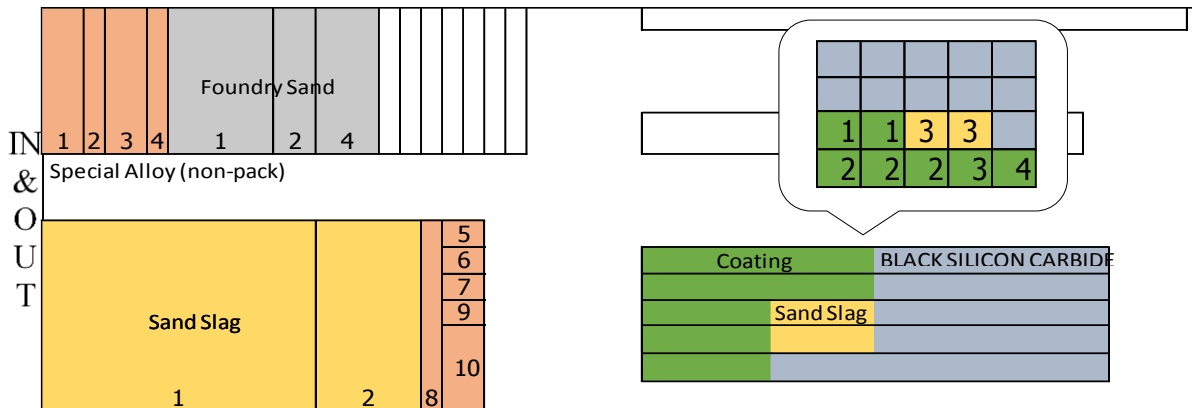 Foundry Sand
1 2 3 4 1 2 4
IN
&
O
U
T
Special Alloy (non-pack)
1 1 3 3
2 2 2 3 4
5
6
7
9
10
Sand Slag
1 2 8
Coating BLACK SILICON CARBIDE
Sand Slag